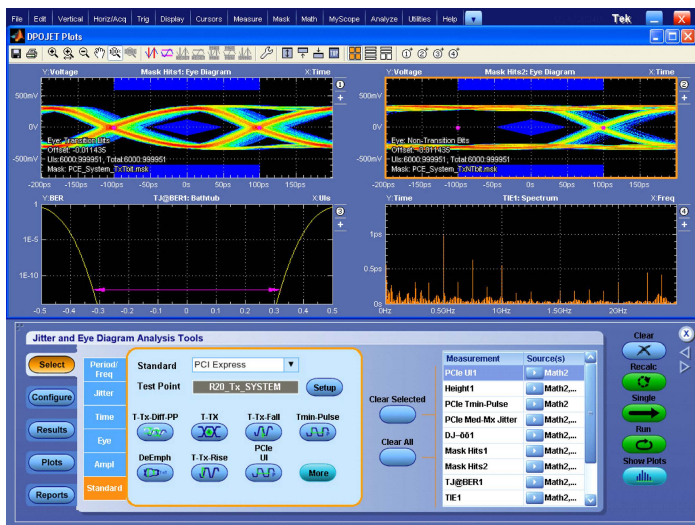 File Edit Vertical Horiz/Acq Trig Display Cursors Measure Mask Math MyScope Analyze Utilities Help Tek
DPOJET Plots
Y:Voltage Mask Hits1: Eye Diagram X:Time
500mV
0V
-500mV
Eye: Transition Bits
Offset: -0.011435
UIs:6000:999951, Total:6000:999951
Mask: PCE_System_TxTbit.msk
-200ps -150ps -100ps -50ps 0s 50ps 100ps 150ps
Y:Voltage Mask Hits2: Eye Diagram X:Time
500mV
0V
-500mV
Eye: Non-Transition Bits
UIs:6000:999951, Total:6000:999951
Mask: PCE_System_TxNTbit.msk
-200ps -150ps -100ps -50ps 0s 50ps 100ps 150ps
Y:BER TJ@BER1: Bathtub X:UIs
1
1E-5
1E-10
-0.5 -0.4 -0.3 -0.2 -0.1 0.0 0.1 0.2 0.3 0.4 0.5
Y:Time TIE1: Spectrum X:Freq
1ps
0.5ps
0s
0Hz 0.50GHz 1.0GHz 1.50GHz 2.0GHz
Jitter and Eye Diagram Analysis Tools
Select
Configure
Results
Plots
Reports
Period/
Freq
Jitter
Time
Eye
Ampl
Standard
Standard PCI Express
Test Point R20_Tx_SYSTEM Setup
T-Tx-Diff-PP T-TX T-Tx-Fall Tmin-Pulse
DeEmph T-Tx-Rise PCIe UI More
Clear Selected
Clear All
Measurement Source(s)
PCIe UI1 Math2
Height1 Math2,...
PCIe Tmin-Pulse Math2
PCIe Med-Mx Jitter Math2,...
DJ–δδ1 Math2,...
Mask Hits1 Math2,...
Mask Hits2 Math2,...
TJ@BER1 Math2,...
TIE1 Math2,...
Clear
Recalc
Single
Run
Show Plots